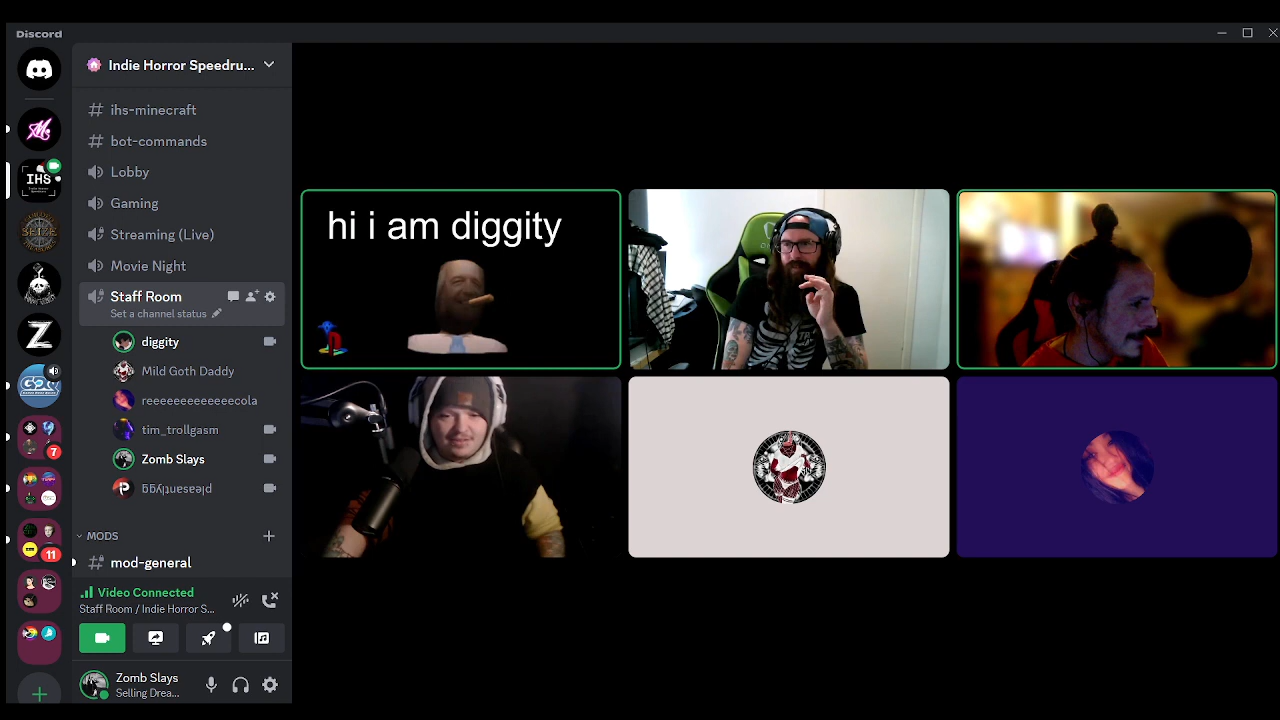 Discord
Indie Horror Speedru...
ihs-minecraft
bot-commands
Lobby
Gaming
Streaming (Live)
Movie Night
Staff Room
Set a channel status
diggity
Mild Goth Daddy
reeeeeeeeeeeeecola
tim_trollgasm
Zomb Slays
MODS
mod-general
Video Connected
Staff Room / Indie Horror S...
Zomb Slays
Selling Drea...
IHS
7
11
hi i am diggity